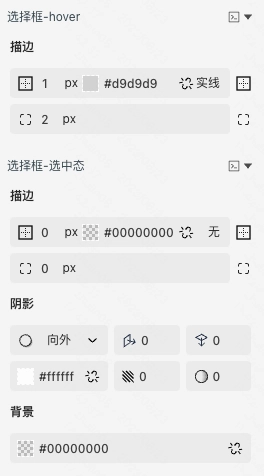 选择框-hover
描边
1 px #d9d9d9 实线
2 px
选择框-选中态
描边
0 px #00000000 无
0 px
阴影
向外 0 0
#ffffff 0 0
背景
#00000000